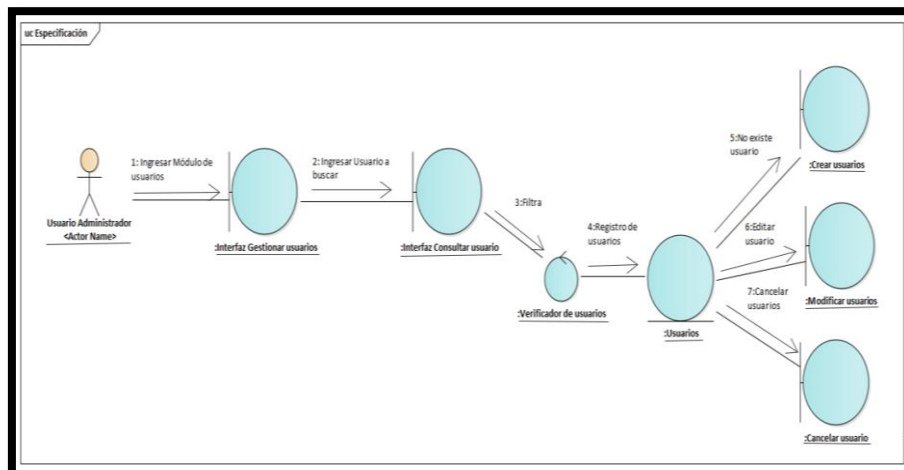 uc Especificación
1: Ingresar Módulo de
usuarios
2: Ingresar Usuario a
buscar
3:Filtra
4:Registro de
usuarios
5:No existe
usuario
6:Editar
usuario
7:Cancelar
usuarios
Usuario Administrador
<Actor Name>
:Interfaz Gestionar usuarios
:Interfaz Consultar usuario
:Verificador de usuarios
:Usuarios
:Crear usuarios
:Modificar usuarios
:Cancelar usuario